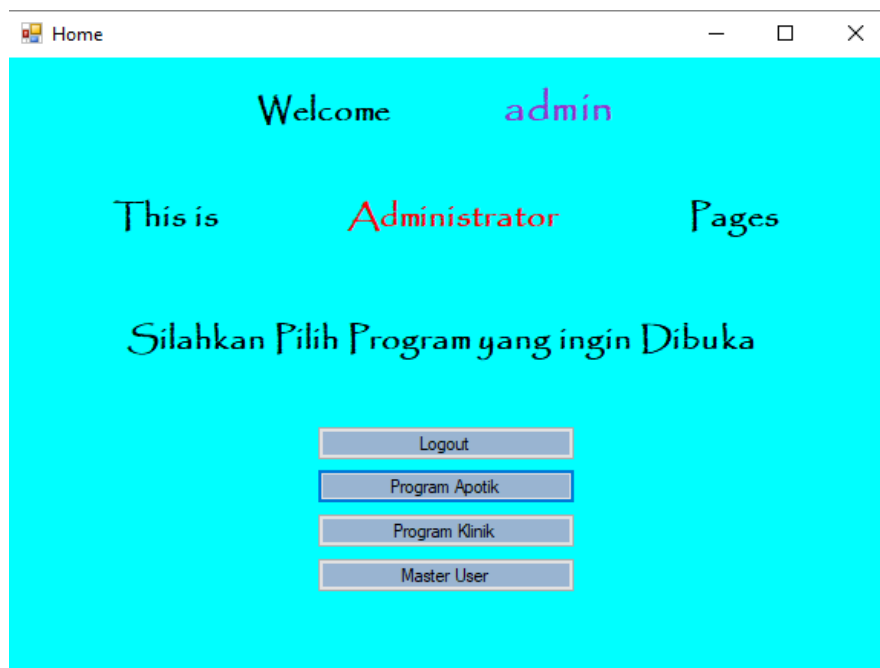 Home
Welcome admin
This is Administrator Pages
Silahkan Pilih Program yang ingin Dibuka
Logout
Program Apotik
Program Klinik
Master User